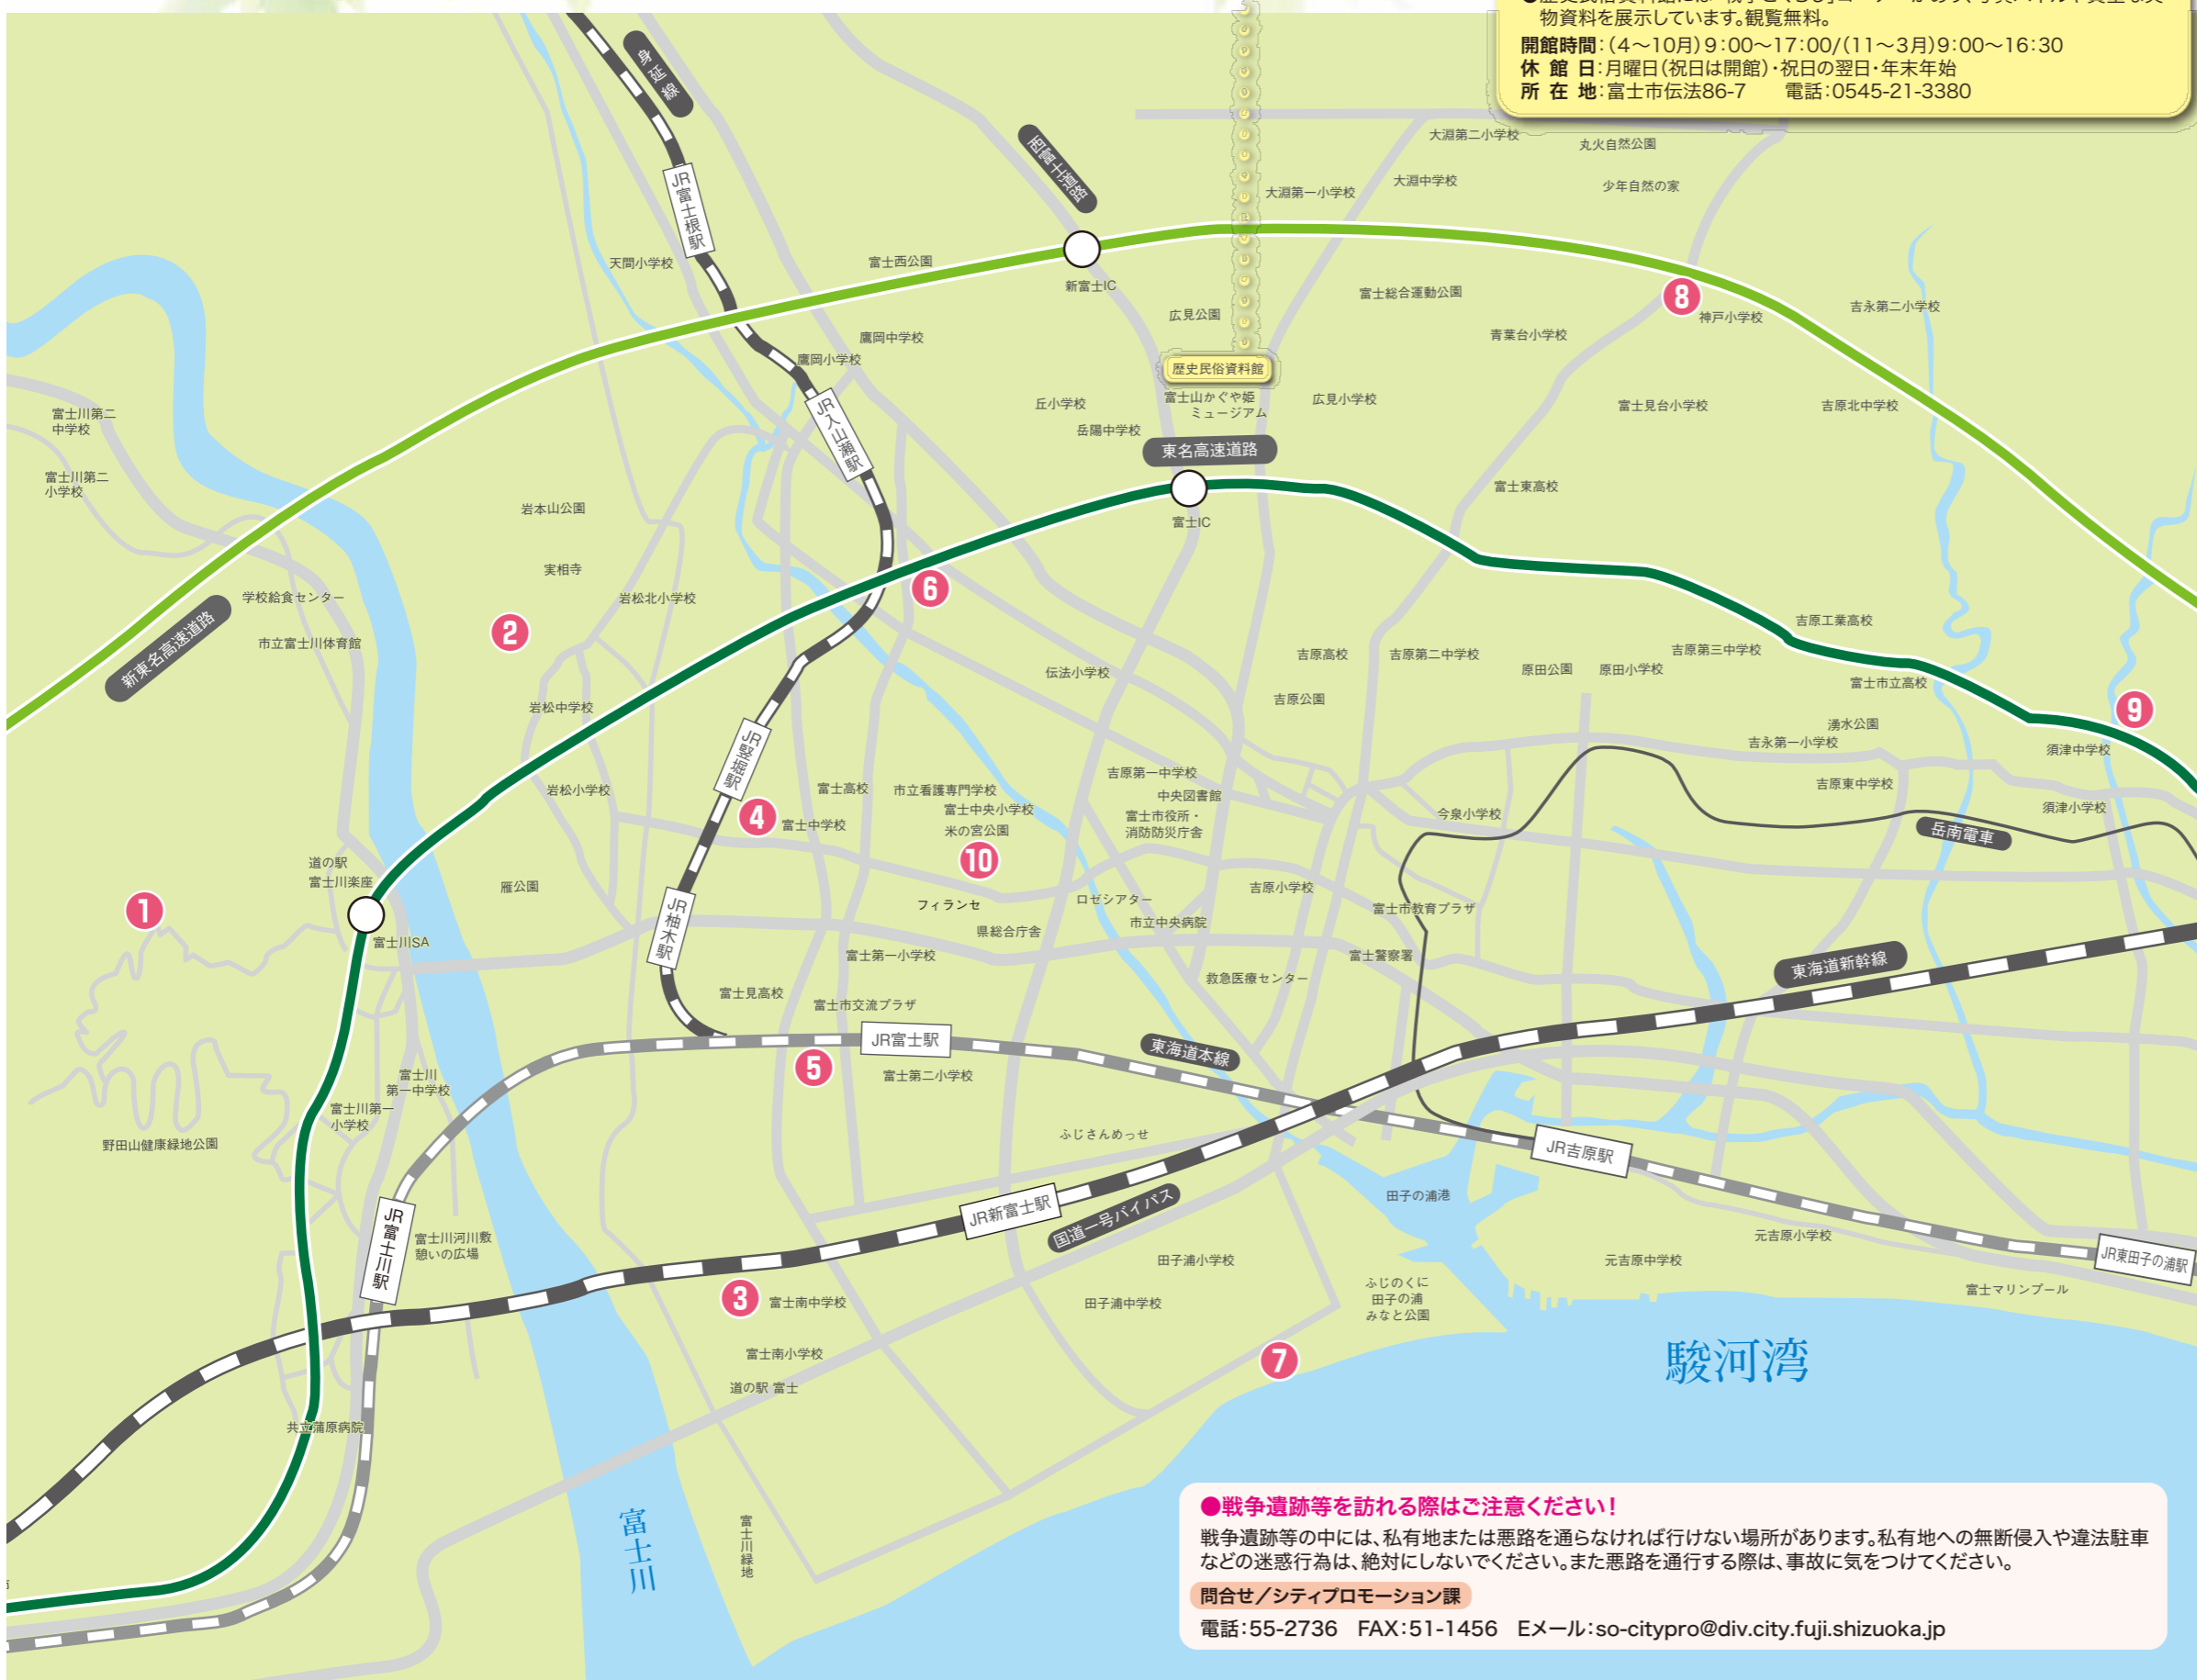 物資料を展示しています。観覧無料。
開館時間：(4〜10月)9：00〜17：00/(11〜3月)9：00〜16：30
休 館 日：月曜日(祝日は開館)・祝日の翌日・年末年始
所 在 地：富士市伝法86-7　電話：0545-21-3380
身延線
西富士道路
JR富士根駅
大淵第二小学校
丸火自然公園
大淵第一小学校
大淵中学校
少年自然の家
天間小学校
富士西公園
新富士IC
広見公園
富士総合運動公園
8
神戸小学校
吉永第二小学校
鷹岡中学校
鷹岡小学校
青葉台小学校
歴史民俗資料館
富士山かぐや姫
ミュージアム
広見小学校
丘小学校
岳陽中学校
富士見台小学校
吉原北中学校
富士川第二
中学校
JR入山瀬駅
東名高速道路
富士川第二
小学校
岩本山公園
富士IC
富士東高校
実相寺
学校給食センター
岩松北小学校
6
2
新東名高速道路
市立富士川体育館
伝法小学校
吉原高校
吉原第二中学校
原田公園
原田小学校
吉原第三中学校
吉原工業高校
富士市立高校
岩松中学校
吉原公園
9
湧水公園
吉永第一小学校
須津中学校
JR竪堀駅
岩松小学校
富士高校
市立看護専門学校
富士中央小学校
米の宮公園
吉原第一中学校
中央図書館
富士市役所・
消防防災庁舎
吉原東中学校
須津小学校
4
富士中学校
今泉小学校
岳南電車
10
道の駅
富士川楽座
1
雁公園
フィランセ
ロゼシアター
吉原小学校
富士市教育プラザ
JR柚木駅
富士川SA
県総合庁舎
市立中央病院
富士第一小学校
富士警察署
東海道新幹線
救急医療センター
富士見高校
富士市交流プラザ
JR富士駅
東海道本線
5
富士第二小学校
富士川
第一中学校
富士川第一
小学校
野田山健康緑地公園
ふじさんめっせ
JR吉原駅
田子の浦港
JR新富士駅
国道一号バイパス
JR富士川駅
富士川河川敷
憩いの広場
元吉原小学校
元吉原中学校
JR東田子の浦駅
田子浦小学校
ふじのくに
田子の浦
みなと公園
富士マリンプール
3
富士南中学校
田子浦中学校
富士南小学校
7
駿河湾
道の駅 富士
共立蒲原病院
富士川
富士川緑地
●戦争遺跡等を訪れる際はご注意ください！
戦争遺跡等の中には、私有地または悪路を通らなければ行けない場所があります。私有地への無断侵入や違法駐車
などの迷惑行為は、絶対にしないでください。また悪路を通行する際は、事故に気をつけてください。
問合せ／シティプロモーション課
電話：55-2736　FAX：51-1456　Eメール：so-citypro@div.city.fuji.shizuoka.jp